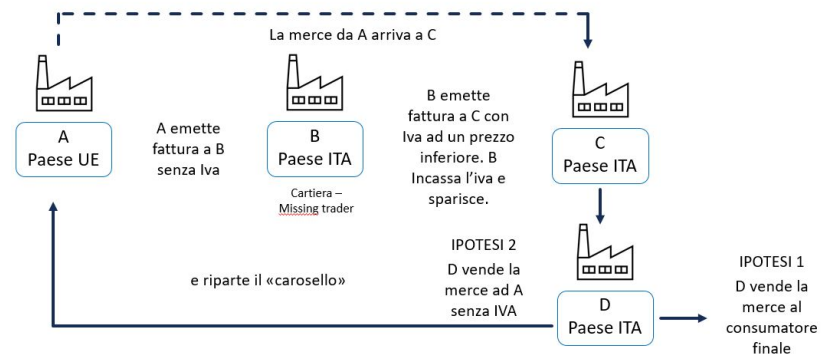 La merce da A arriva a C
A
Paese UE
A emette
fattura a B
senza Iva
B
Paese ITA
Cartiera –
Missing trader
B emette
fattura a C con
Iva ad un prezzo
inferiore. B
Incassa l’iva e
sparisce.
C
Paese ITA
e riparte il «carosello»
IPOTESI 2
D vende la
merce ad A
senza IVA
D
Paese ITA
IPOTESI 1
D vende la
merce al
consumatore
finale